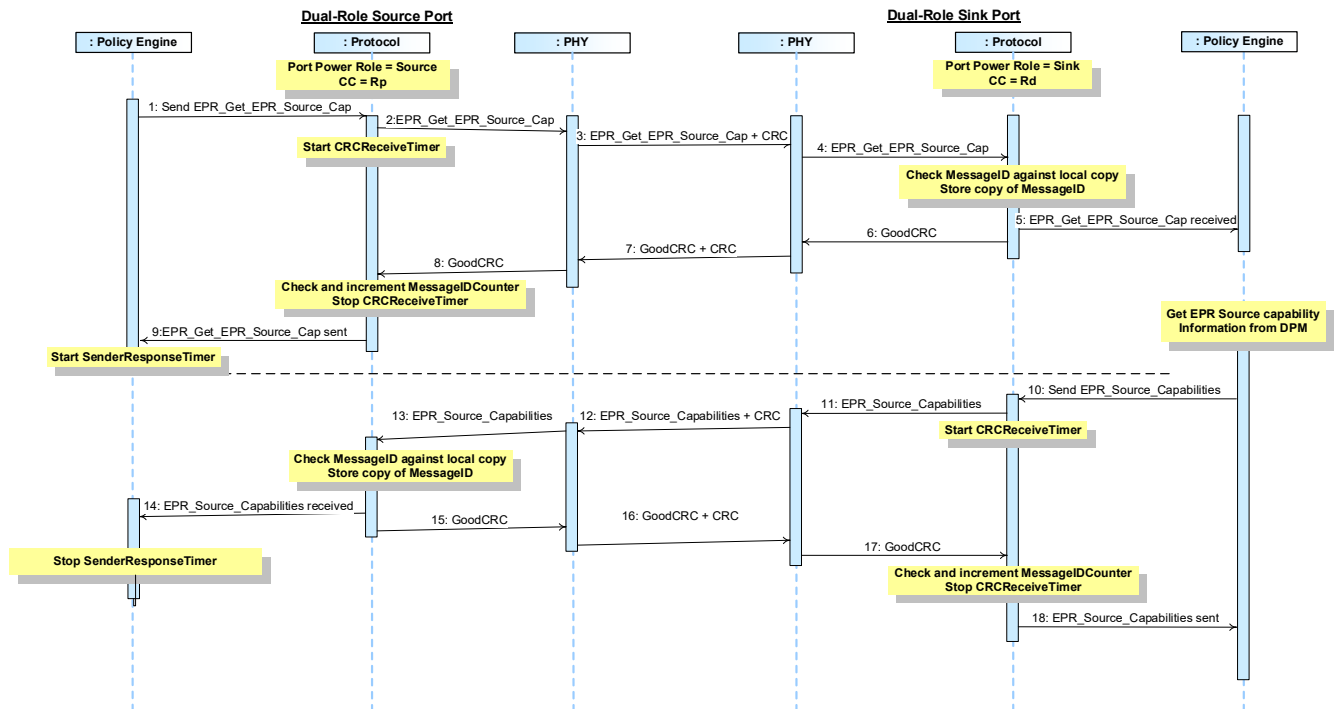 Dual-Role Source Port
Dual-Role Sink Port
: Policy Engine
: Protocol
: PHY
: PHY
: Protocol
: Policy Engine
Port Power Role = Source
CC = Rp
Port Power Role = Sink
CC = Rd
1: Send EPR_Get_EPR_Source_Cap
2:EPR_Get_EPR_Source_Cap
Start CRCReceiveTimer
3: EPR_Get_EPR_Source_Cap + CRC
4: EPR_Get_EPR_Source_Cap
Check MessageID against local copy
Store copy of MessageID
5: EPR_Get_EPR_Source_Cap received
6: GoodCRC
7: GoodCRC + CRC
8: GoodCRC
Check and increment MessageIDCounter
Stop CRCReceiveTimer
9:EPR_Get_EPR_Source_Cap sent
Start SenderResponseTimer
Get EPR Source capability
Information from DPM
10: Send EPR_Source_Capabilities
11: EPR_Source_Capabilities
Start CRCReceiveTimer
12: EPR_Source_Capabilities + CRC
13: EPR_Source_Capabilities
Check MessageID against local copy
Store copy of MessageID
14: EPR_Source_Capabilities received
15: GoodCRC
16: GoodCRC + CRC
17: GoodCRC
Stop SenderResponseTimer
Check and increment MessageIDCounter
Stop CRCReceiveTimer
18: EPR_Source_Capabilities sent